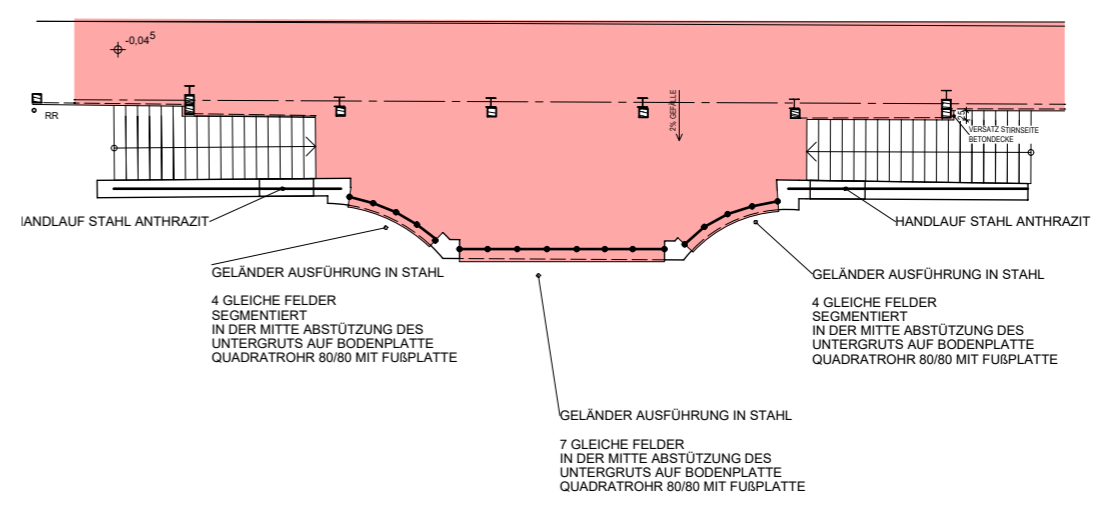 -0,04⁵
RR
2% GEFÄLLE
25
VERSATZ STIRNSEITE
BETONDECKE
HANDLAUF STAHL ANTHRAZIT
HANDLAUF STAHL ANTHRAZIT
GELÄNDER AUSFÜHRUNG IN STAHL
4 GLEICHE FELDER
SEGMENTIERT
IN DER MITTE ABSTÜTZUNG DES
UNTERGRUTS AUF BODENPLATTE
QUADRATROHR 80/80 MIT FUßPLATTE
GELÄNDER AUSFÜHRUNG IN STAHL
4 GLEICHE FELDER
SEGMENTIERT
IN DER MITTE ABSTÜTZUNG DES
UNTERGRUTS AUF BODENPLATTE
QUADRATROHR 80/80 MIT FUßPLATTE
GELÄNDER AUSFÜHRUNG IN STAHL
7 GLEICHE FELDER
IN DER MITTE ABSTÜTZUNG DES
UNTERGRUTS AUF BODENPLATTE
QUADRATROHR 80/80 MIT FUßPLATTE